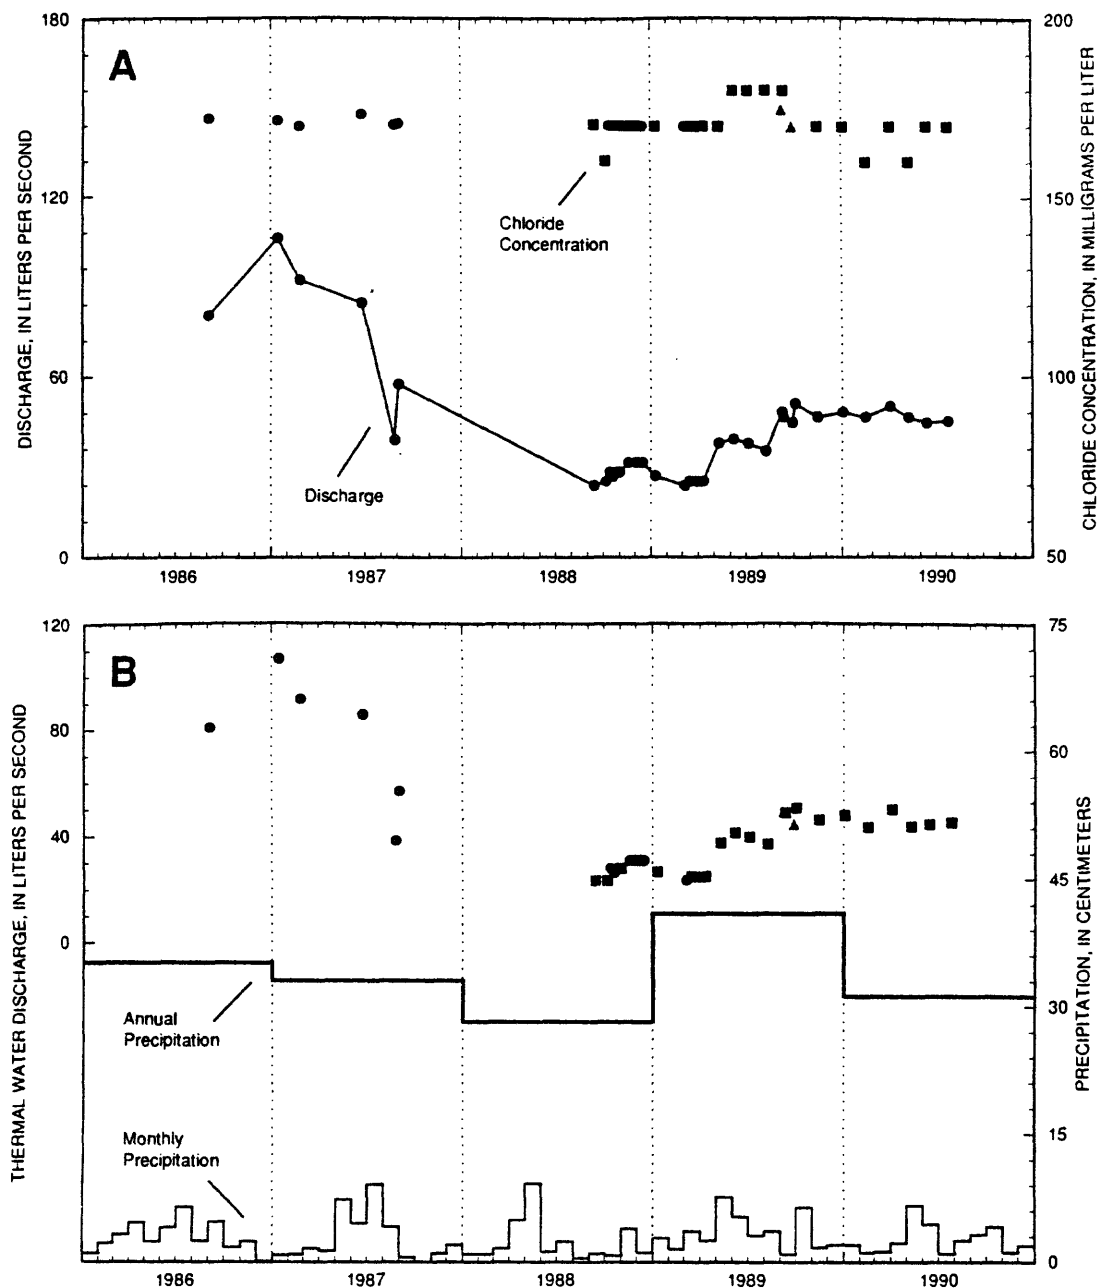 180
120
60
0
DISCHARGE, IN LITERS PER SECOND
A
Chloride
Concentration
Discharge
200
150
100
50
CHLORIDE CONCENTRATION, IN MILLIGRAMS PER LITER
1986
1987
1988
1989
1990
120
80
40
0
THERMAL WATER DISCHARGE, IN LITERS PER SECOND
B
Annual
Precipitation
Monthly
Precipitation
75
60
45
30
15
0
PRECIPITATION, IN CENTIMETERS
1986
1987
1988
1989
1990